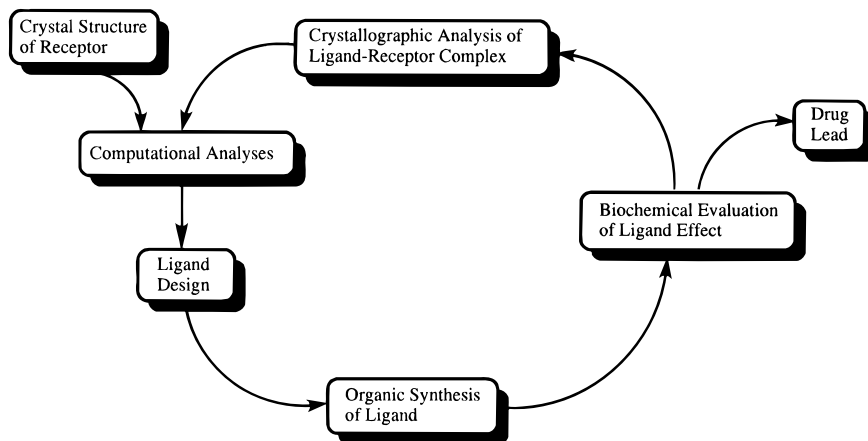 Crystal Structure
of Receptor
Crystallographic Analysis of
Ligand-Receptor Complex
Drug
Lead
Computational Analyses
Biochemical Evaluation
of Ligand Effect
Ligand
Design
Organic Synthesis
of Ligand